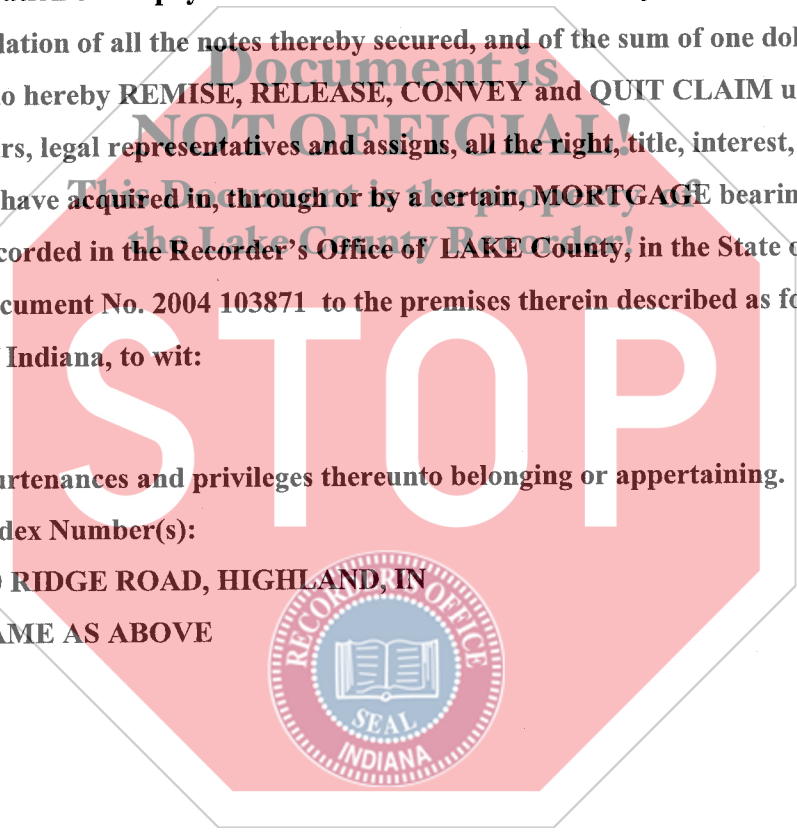 lation of all the notes thereby secured, and of the sum of one dol
Document is
o hereby REMISE, RELEASE, CONVEY and QUIT CLAIM u
NOT OFFICIAL!
rs, legal representatives and assigns, all the right, title, interest,
This Document is the property of
have acquired in, through or by a certain, MORTGAGE bearin
the Lake County Recorder!
corded in the Recorder's Office of LAKE County, in the State o
cument No. 2004 103871 to the premises therein described as fo
Indiana, to wit:
STOP
urtenances and privileges thereunto belonging or appertaining.
dex Number(s):
RIDGE ROAD, HIGHLAND, IN
AME AS ABOVE
RECORDER'S OFFICE
SEAL
INDIANA